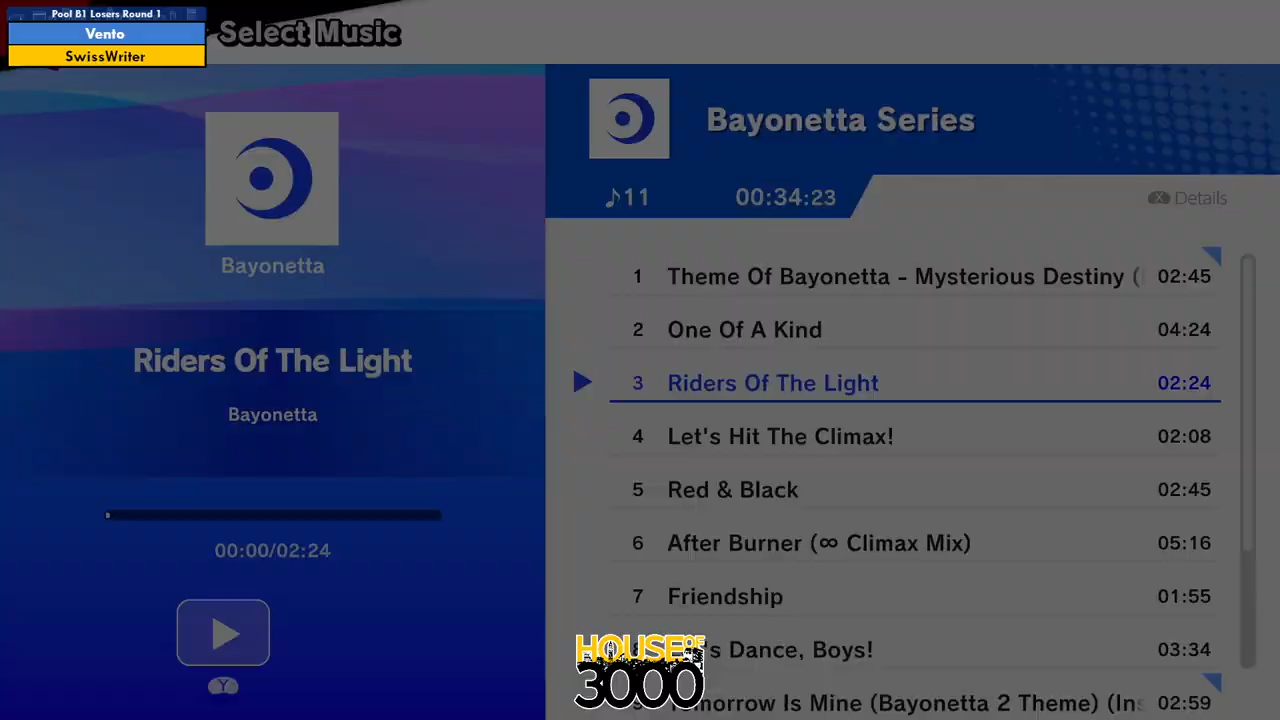 Pool B1 Losers Round 1
Vento
SwissWriter
Select Music
Bayonetta
Riders Of The Light
Bayonetta
00:00/02:24
Y
Bayonetta Series
♪11 00:34:23
X Details
1 Theme Of Bayonetta - Mysterious Destiny ( 02:45
2 One Of A Kind 04:24
3 Riders Of The Light 02:24
4 Let's Hit The Climax! 02:08
5 Red & Black 02:45
6 After Burner (∞ Climax Mix) 05:16
7 Friendship 01:55
's Dance, Boys! 03:34
Tomorrow Is Mine (Bayonetta 2 Theme) (Ins 02:59
HOUSE OF
3000